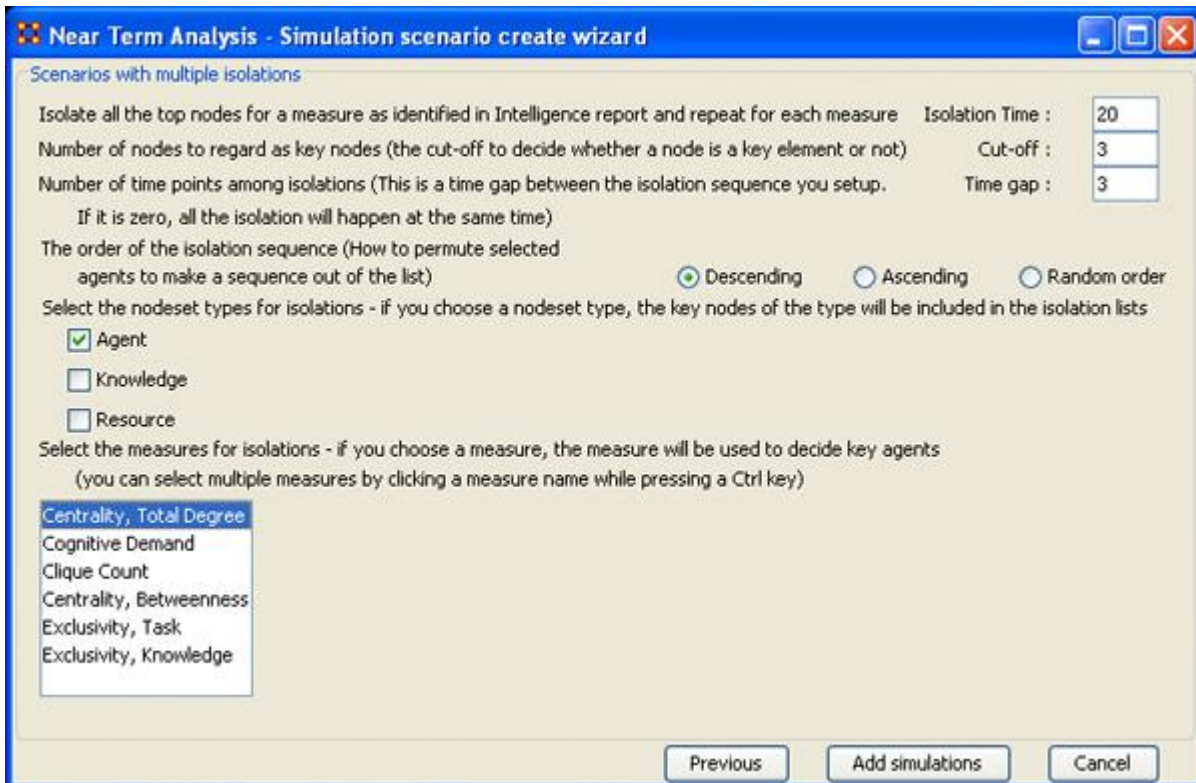 Near Term Analysis - Simulation scenario create wizard
Scenarios with multiple isolations
Isolate all the top nodes for a measure as identified in Intelligence report and repeat for each measure Isolation Time : 20
Number of nodes to regard as key nodes (the cut-off to decide whether a node is a key element or not) Cut-off : 3
Number of time points among isolations (This is a time gap between the isolation sequence you setup. Time gap : 3
If it is zero, all the isolation will happen at the same time)
The order of the isolation sequence (How to permute selected
agents to make a sequence out of the list) Descending Ascending Random order
Select the nodeset types for isolations - if you choose a nodeset type, the key nodes of the type will be included in the isolation lists
Agent
Knowledge
Resource
Select the measures for isolations - if you choose a measure, the measure will be used to decide key agents
(you can select multiple measures by clicking a measure name while pressing a Ctrl key)
Centrality, Total Degree
Cognitive Demand
Clique Count
Centrality, Betweenness
Exclusivity, Task
Exclusivity, Knowledge
Previous Add simulations Cancel